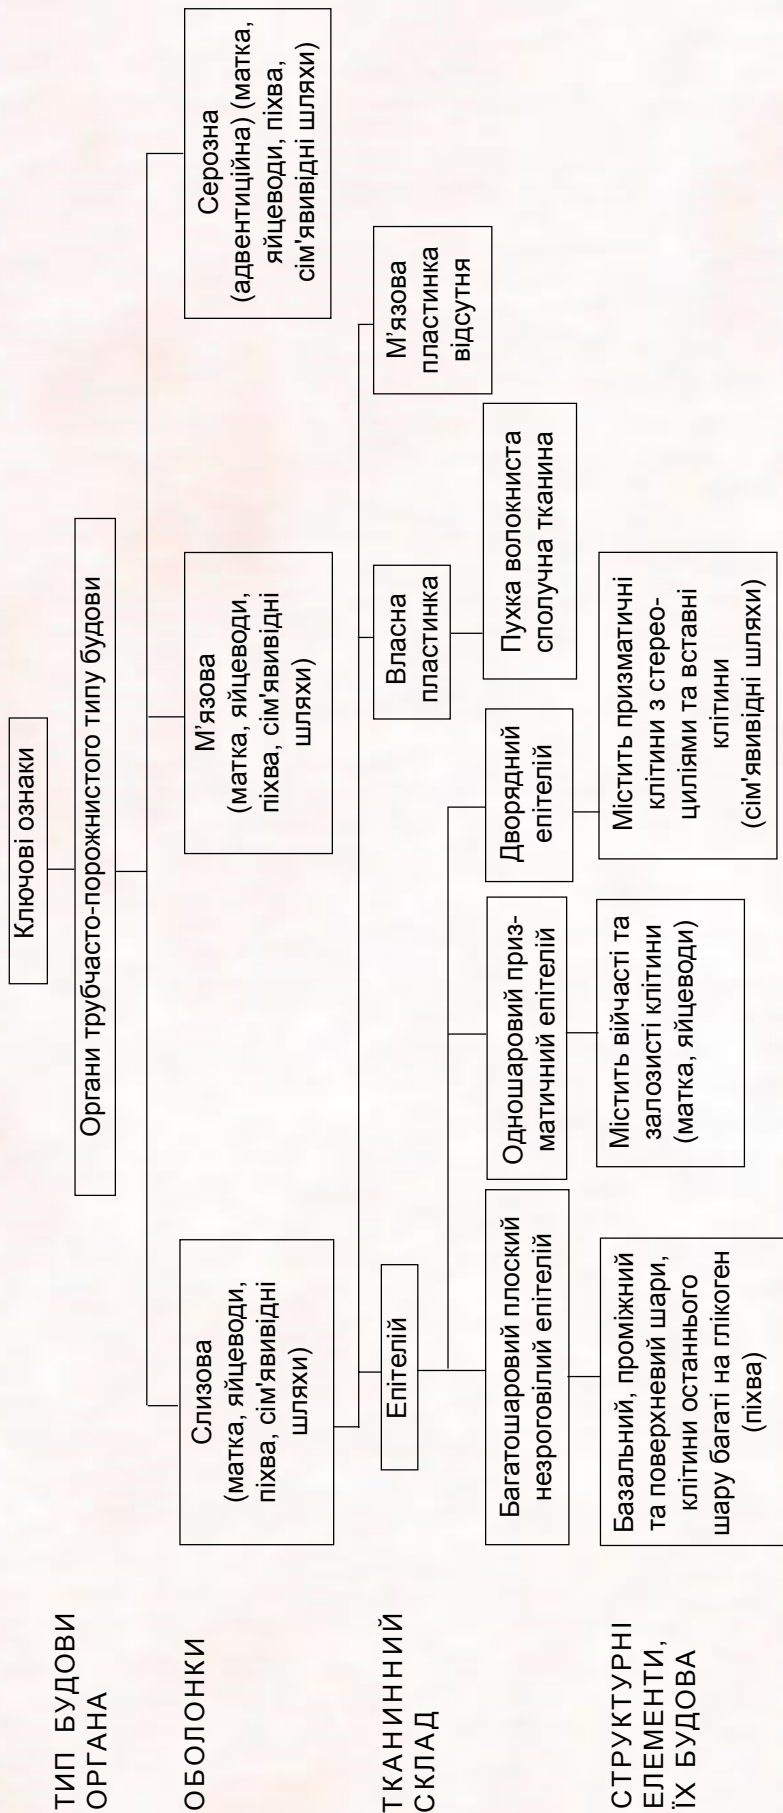 Ключові ознаки
ТИП БУДОВИ
ОРГАНА
Органи трубчасто-порожнистого типу будови
ОБОЛОНКИ
Слизова
(матка, яйцеводи,
піхва, сім'явивідні
шляхи)
М'язова
(матка, яйцеводи,
піхва, сім'явивідні
шляхи)
Серозна
(адвентиційна) (матка,
яйцеводи, піхва,
сім'явивідні шляхи)
ТКАНИННИЙ
СКЛАД
Епітелій
Власна
пластинка
М'язова
пластинка
відсутня
Багатошаровий плоский
незроговілий епітелій
Одношаровий приз-
матичний епітелій
Дворядний
епітелій
Пухка волокниста
сполучна тканина
СТРУКТУРНІ
ЕЛЕМЕНТИ,
ЇХ БУДОВА
Базальний, проміжний
та поверхневий шари,
клітини останнього
шару багаті на глікоген
(піхва)
Містить війчасті та
залозисті клітини
(матка, яйцеводи)
Містить призматичні
клітини з стерео-
циліями та вставні
клітини
(сім'явивідні шляхи)